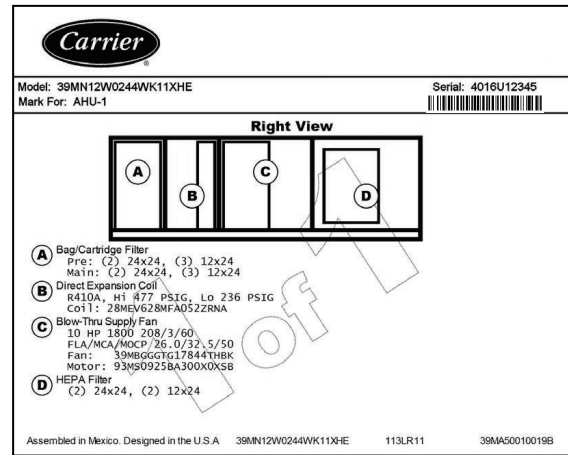 Carrier
Model: 39MN12W0244WK11XHE
Serial: 4016U12345
Mark For: AHU-1
Right View
A
B
C
D
1 of 1
A Bag/Cartridge Filter
Pre: (2) 24x24, (3) 12x24
Main: (2) 24x24, (3) 12x24
B Direct Expansion Coil
R410A, Hi 477 PSIG, Lo 236 PSIG
Coil: 28MEV628MFA052ZRNA
C Blow-Thru Supply Fan
10 HP 1800 208/3/60
FLA/MCA/MOCP 26.0/32.5/50
Fan: 39MBGGGTG17844THBK
Motor: 93MS0925BA300X0XSB
D HEPA Filter
(2) 24x24, (2) 12x24
Assembled in Mexico. Designed in the U.S.A 39MN12W0244WK11XHE 113LR11 39MA50010019B